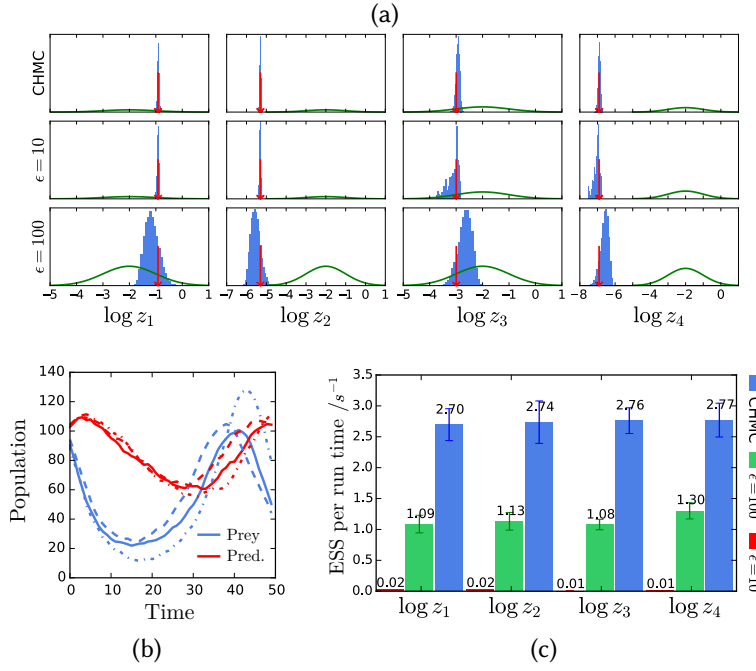 (a)
CHMC
ϵ = 10
ϵ = 100
−5 −4 −3 −2 −1 0 1
−7 −6 −5 −4 −3 −2 −1 0 1
−5 −4 −3 −2 −1 0 1
−8 −6 −4 −2 0
log z1
log z2
log z3
log z4
Population
140
120
100
80
60
40
20
0
Prey
Pred.
0 10 20 30 40 50
Time
(b)
ESS per run time /s−1
3.5
3.0
2.5
2.0
1.5
1.0
0.5
0.0
0.02 1.09 2.70
0.02 1.13 2.74
0.01 1.08 2.76
0.01 1.30 2.77
log z1 log z2 log z3 log z4
CHMC
ϵ = 100
ϵ = 10
(c)